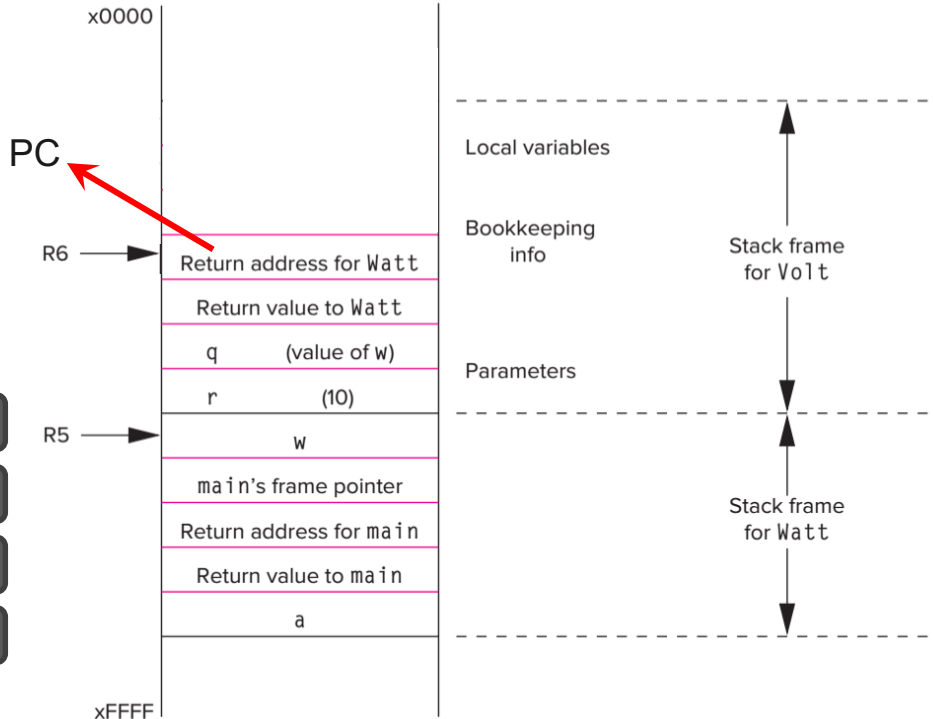 x0000
Local variables
PC
Bookkeeping
info
R6
Return address for Watt
Stack frame
for Volt
Return value to Watt
q (value of w)
Parameters
r (10)
R5
w
main's frame pointer
Stack frame
for Watt
Return address for main
Return value to main
a
xFFFF